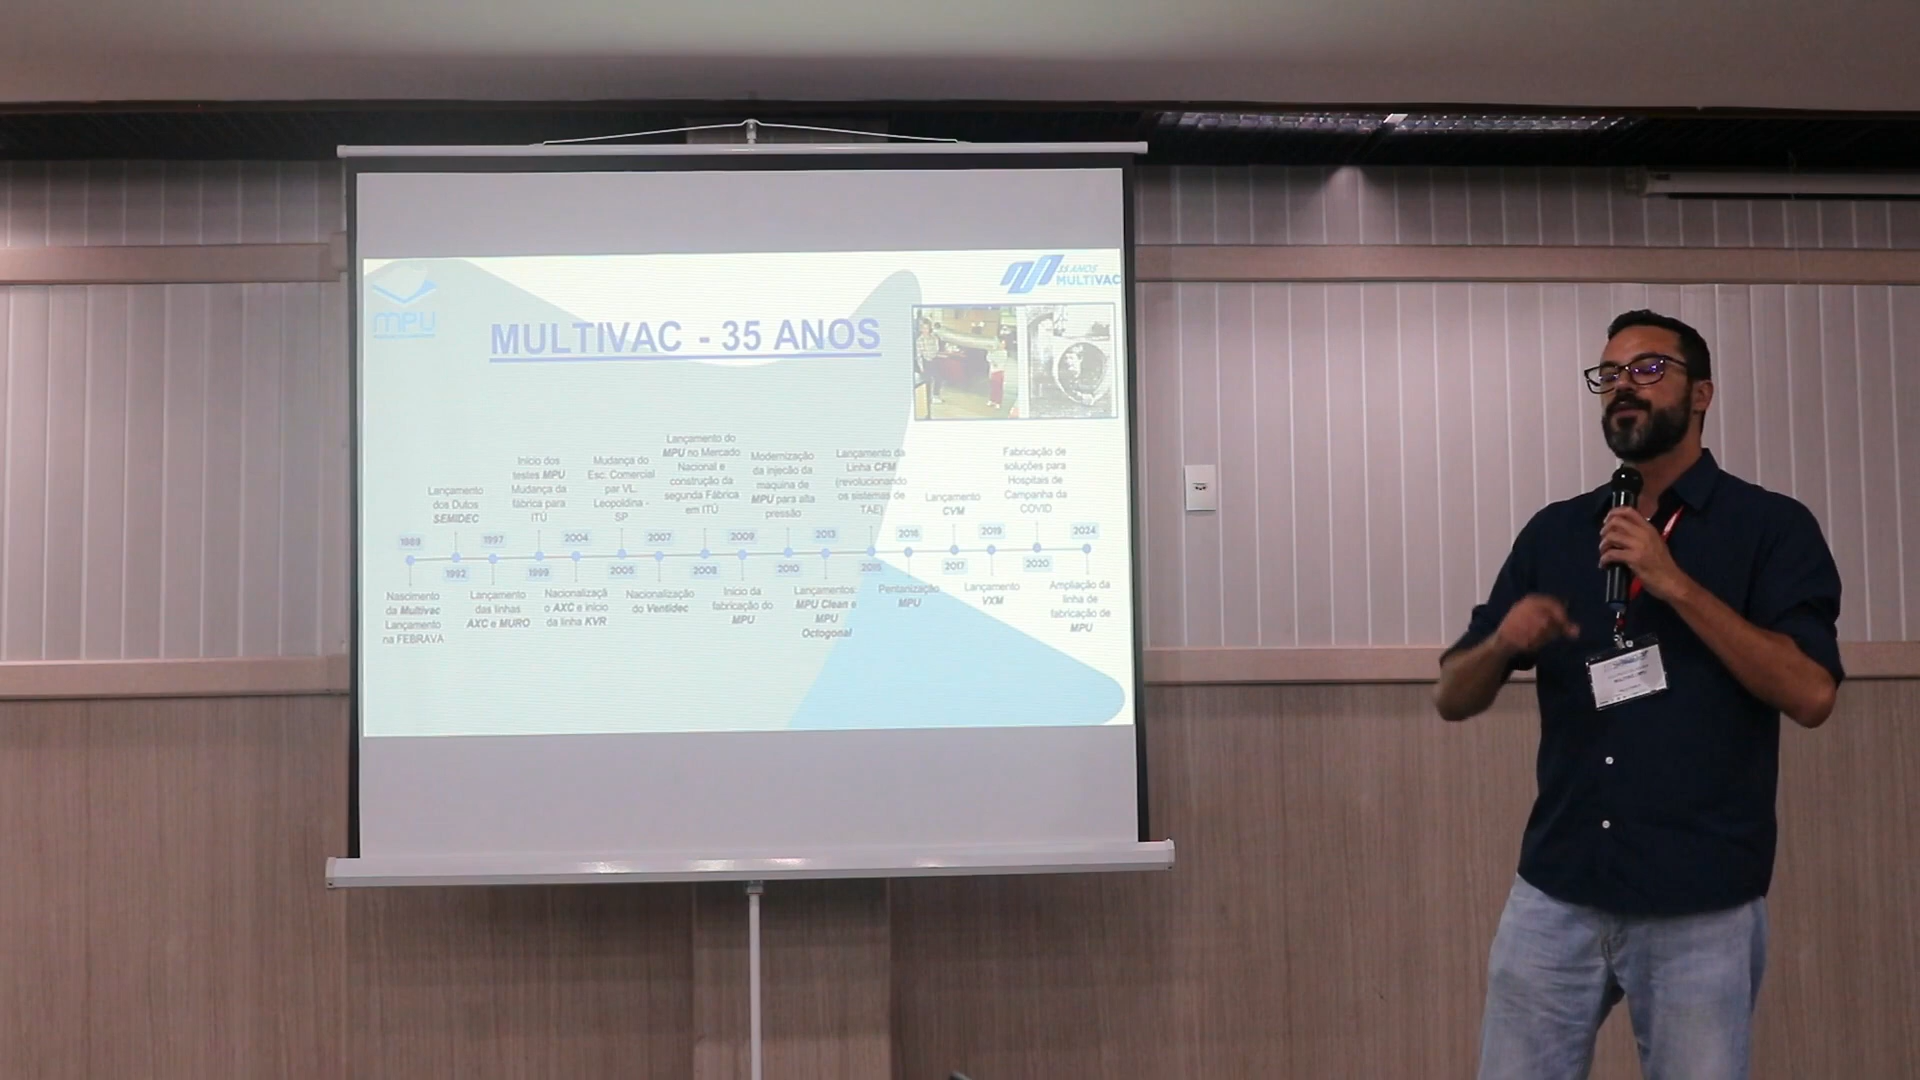 MPU
35 ANOS
MULTIVAC
MULTIVAC - 35 ANOS
1989
Nascimento
da Multivac
Lançamento
na FEBRAVA
Lançamento
dos Dutos
SEMIDEC
1992
1997
Lançamento
das linhas
AXC e MURO
Início dos
testes MPU
Mudança da
fábrica para
ITÚ
1999
2004
Nacionalizaçã
o AXC e inicio
da linha KVR
Mudança do
Esc. Comercial
par VL.
Leopoldina -
SP
2005
2007
Nacionalização
do Ventidec
Lançamento do
MPU no Mercado
Nacional e
construção da
segunda Fábrica
em ITÚ
2008
2009
Inicio da
fabricação do
MPU
Modernização
da injecão da
maquina de
MPU para alta
pressão
2010
2013
Lançamentos:
MPU Clean e
MPU
Octogonal
Lançamento da
Linha CFM
(revolucionando
os sistemas de
TAE)
2015
2016
Pentanização
MPU
Lançamento
CVM
2017
2019
Lançamento
VXM
Fabricação de
soluções para
Hospitais de
Campanha da
COVID
2020
2024
Ampliação da
linha de
fabricação de
MPU